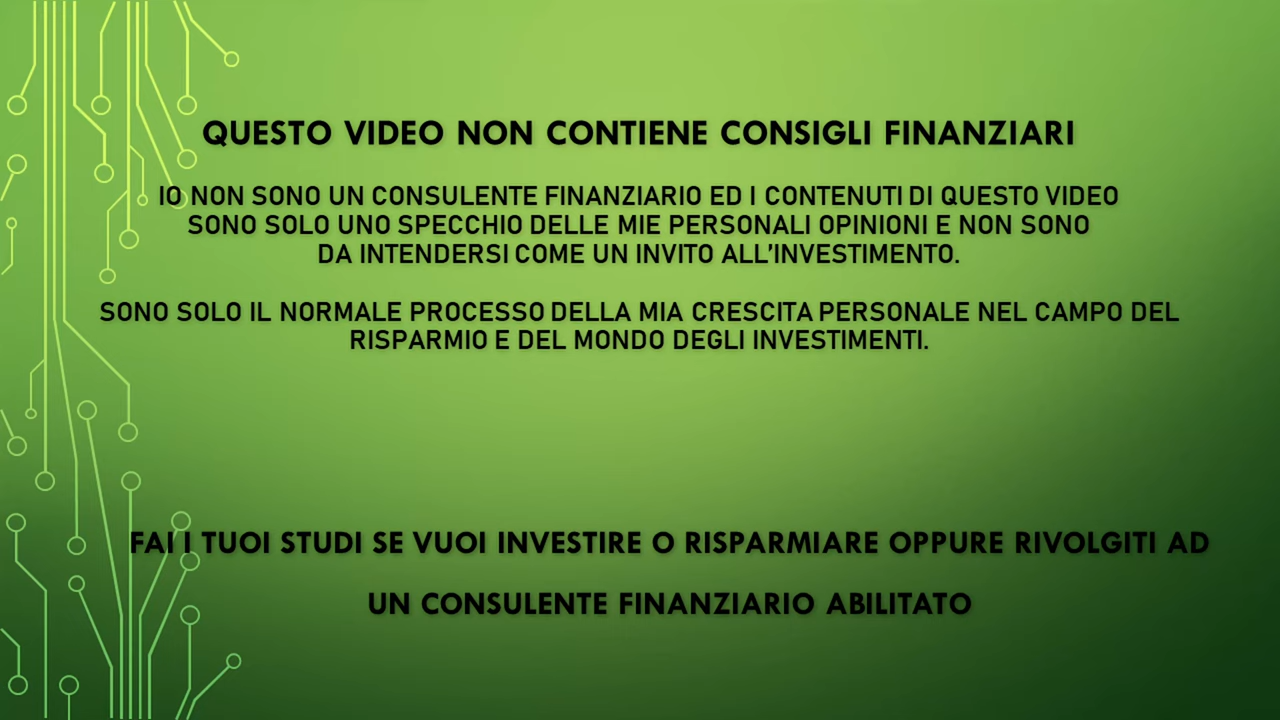 QUESTO VIDEO NON CONTIENE CONSIGLI FINANZIARI
IO NON SONO UN CONSULENTE FINANZIARIO ED I CONTENUTI DI QUESTO VIDEO
SONO SOLO UNO SPECCHIO DELLE MIE PERSONALI OPINIONI E NON SONO
DA INTENDERSI COME UN INVITO ALL'INVESTIMENTO.
SONO SOLO IL NORMALE PROCESSO DELLA MIA CRESCITA PERSONALE NEL CAMPO DEL
RISPARMIO E DEL MONDO DEGLI INVESTIMENTI.
FAI I TUOI STUDI SE VUOI INVESTIRE O RISPARMIARE OPPURE RIVOLGITI AD
UN CONSULENTE FINANZIARIO ABILITATO